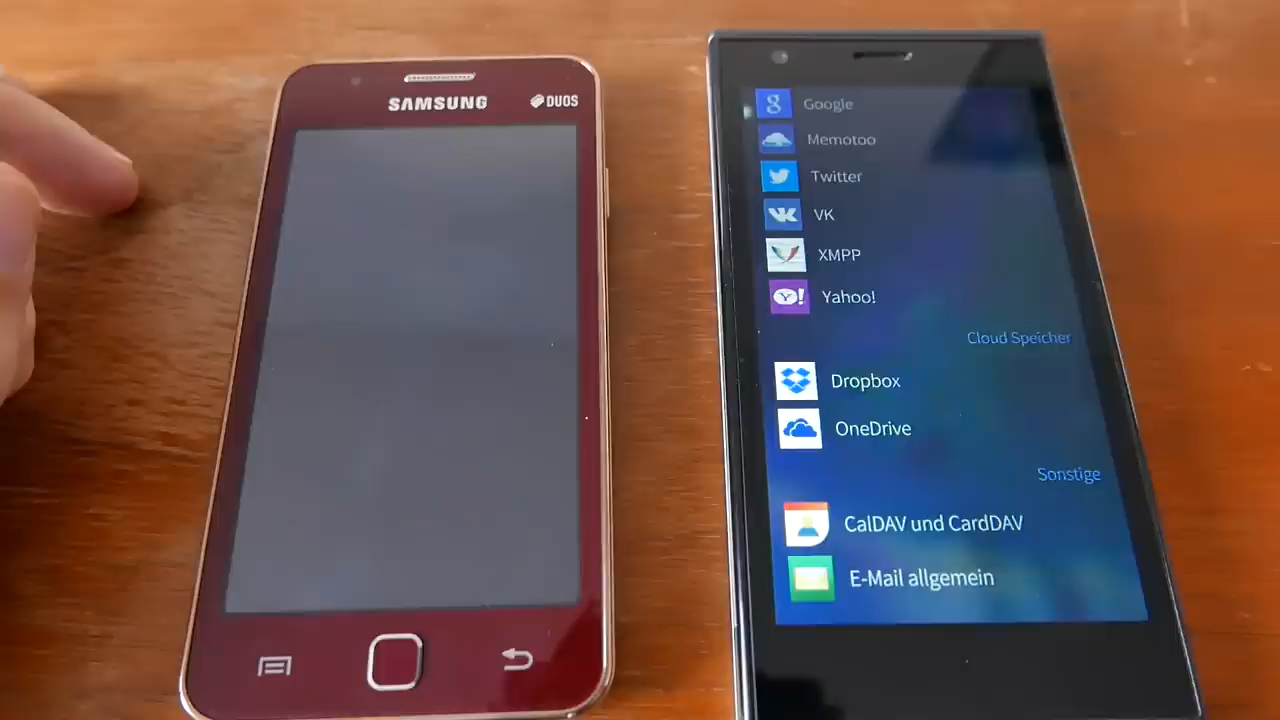 SAMSUNG
DUOS
Google
Memotoo
Twitter
VK
XMPP
Yahoo!
Cloud Speicher
Dropbox
OneDrive
Sonstige
CalDAV und CardDAV
E-Mail allgemein